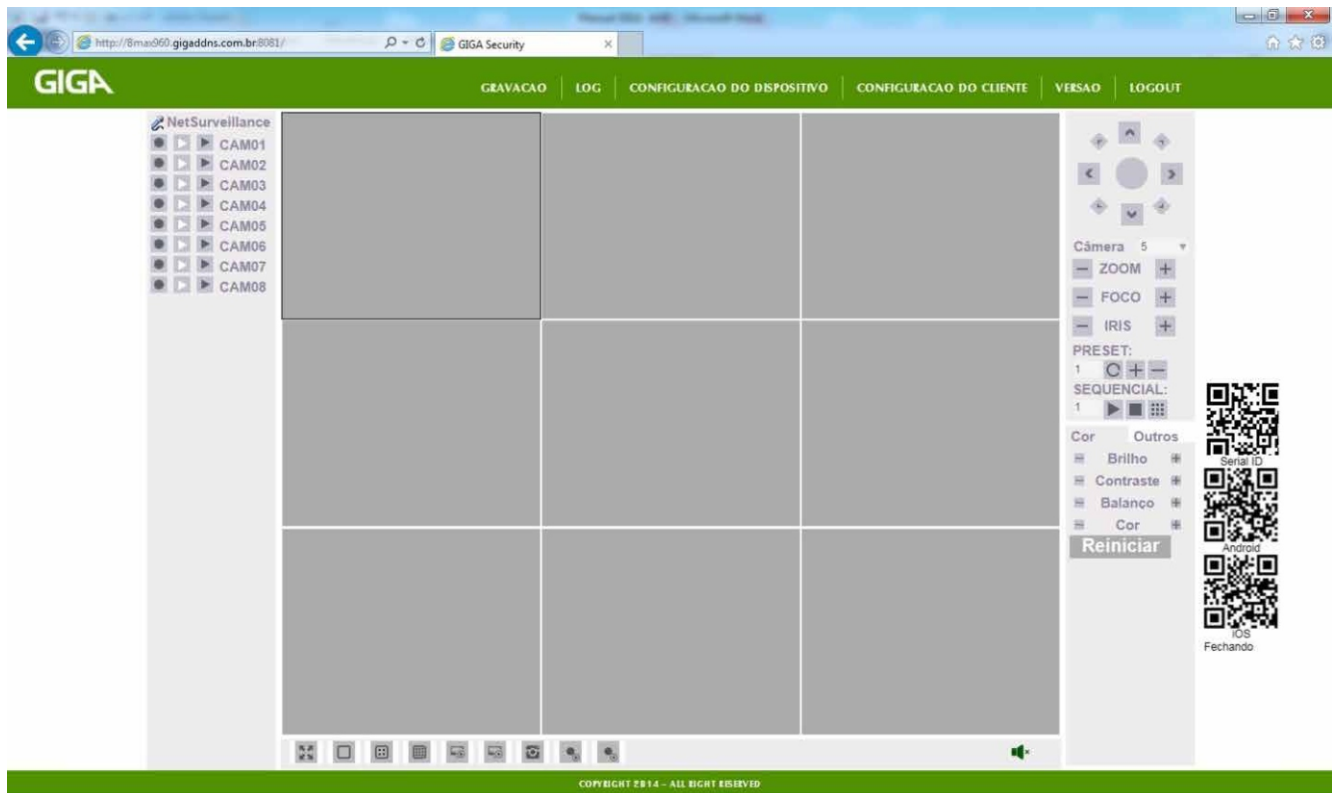 http://8max960.gigaddns.com.br:8081/
GIGA Security
GIGA
GRAVACAO
LOG
CONFIGURACAO DO DISPOSITIVO
CONFIGURACAO DO CLIENTE
VERSAO
LOGOUT
NetSurveillance
CAM01
CAM02
CAM03
CAM04
CAM05
CAM06
CAM07
CAM08
Câmera 5
ZOOM
FOCO
IRIS
PRESET:
1
SEQUENCIAL:
1
Cor Outros
Brilho
Contraste
Balanço
Cor
Reiniciar
Serial ID
Android
iOS
Fechando
COPYRIGHT 2014 – ALL RIGHT RESERVED